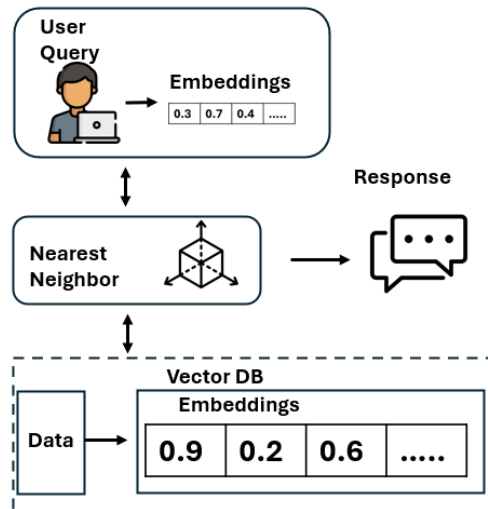 User
Query
Embeddings
0.3 0.7 0.4 .....
Response
Nearest
Neighbor
Vector DB
Embeddings
Data
0.9 0.2 0.6 .....